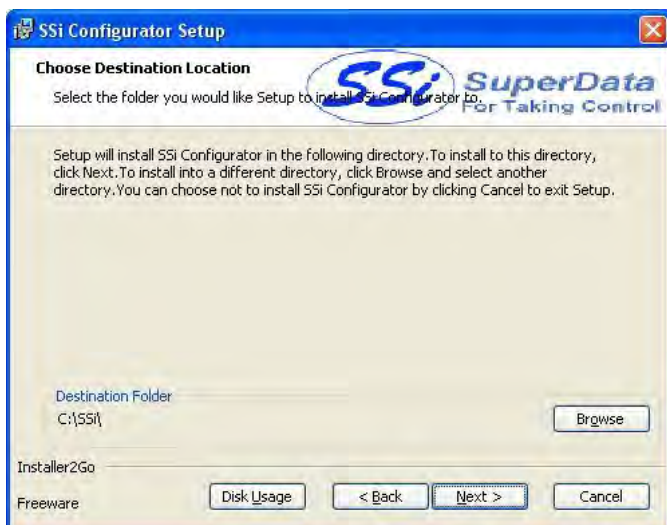 SSi Configurator Setup
Choose Destination Location
Select the folder you would like Setup to install SSi Configurator to.
SSi
SuperData
For Taking Control
Setup will install SSi Configurator in the following directory.To install to this directory,
click Next.To install into a different directory, click Browse and select another
directory.You can choose not to install SSi Configurator by clicking Cancel to exit Setup.
Destination Folder
C:\SSi\
Browse
Installer2Go
Freeware
Disk Usage
< Back
Next >
Cancel